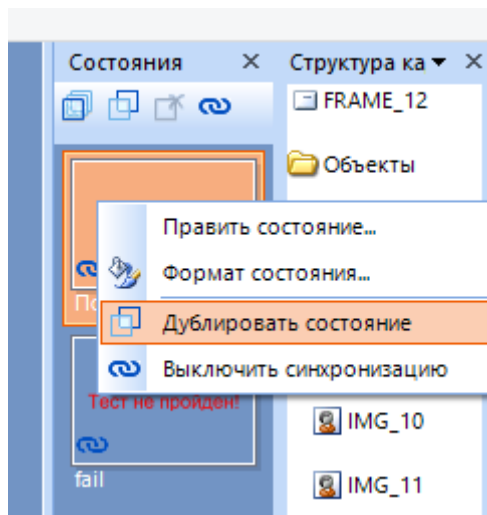 Состояния
Структура ка
FRAME_12
Объекты
Править состояние...
Формат состояния...
Дублировать состояние
Выключить синхронизацию
Тест не пройден!
fail
IMG_10
IMG_11